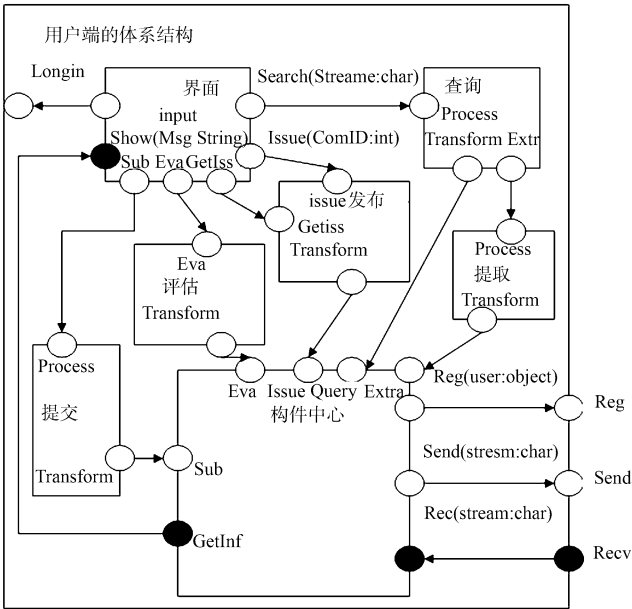 用户端的体系结构
Longin
界面
input
Show(Msg String)
Sub Eva GetIss
Search(Streame:char)
查询
Process
Transform Extr
Issue(ComID:int)
issue发布
Getiss
Transform
Eva
评估
Transform
Process
提取
Transform
Process
提交
Transform
Eva Issue Query Extra
构件中心
Sub
GetInf
Reg(user:object)
Reg
Send(stresm:char)
Send
Rec(stream:char)
Recv